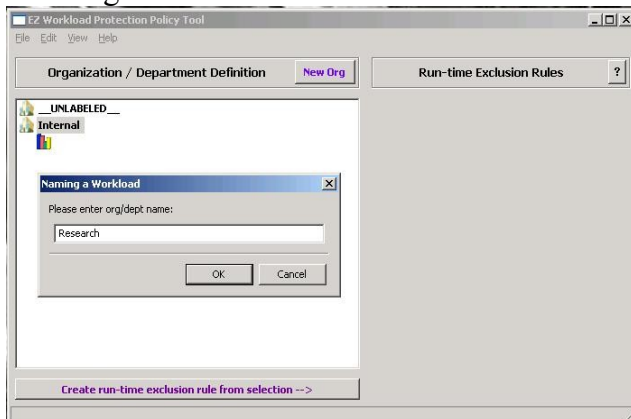 EZ Workload Protection Policy Tool
File Edit View Help
Organization / Department Definition New Org Run-time Exclusion Rules ?
__UNLABELED__
Internal
Naming a Workload
Please enter org/dept name:
Research
OK Cancel
Create run-time exclusion rule from selection -->